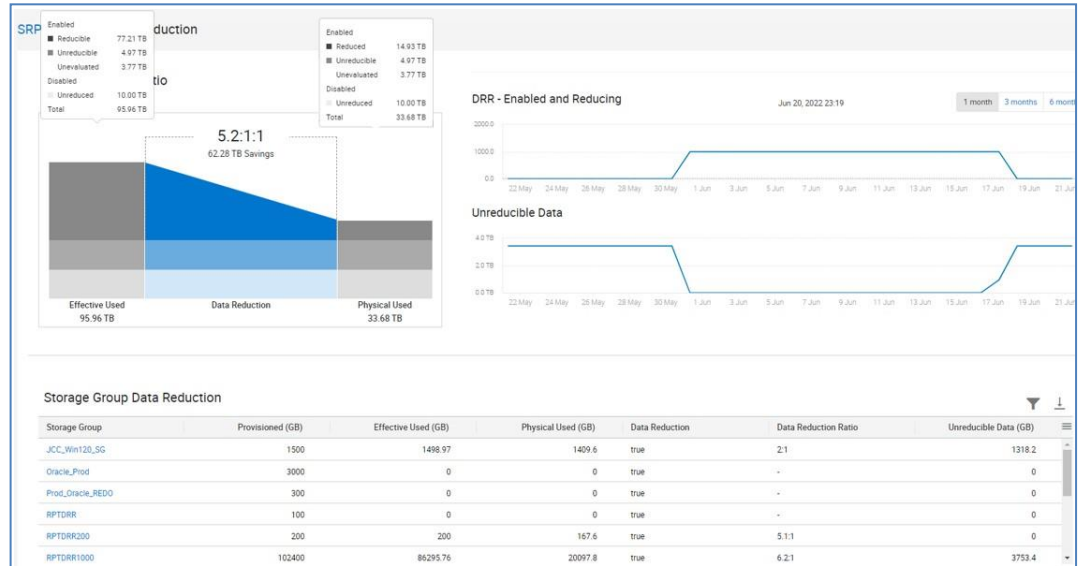 SRP
duction
Enabled
Reducible 77.21 TB
Unreducible 4.97 TB
Unevaluated 3.77 TB
Disabled
Unreduced 10.00 TB
Total 95.96 TB
Enabled
Reduced 14.93 TB
Unreducible 4.97 TB
Unevaluated 3.77 TB
Disabled
Unreduced 10.00 TB
Total 33.68 TB
tio
5.2:1:1
62.28 TB Savings
Effective Used
95.96 TB
Data Reduction
Physical Used
33.68 TB
DRR - Enabled and Reducing
Jun 20, 2022 23:19
1 month 3 months 6 mont
2000.0
1000.0
0.0
22 May 24 May 26 May 28 May 30 May 1 Jun 3 Jun 5 Jun 7 Jun 9 Jun 11 Jun 13 Jun 15 Jun 17 Jun 19 Jun 21 Jun
Unreducible Data
4.0 TB
2.0 TB
0.0 TB
22 May 24 May 26 May 28 May 30 May 1 Jun 3 Jun 5 Jun 7 Jun 9 Jun 11 Jun 13 Jun 15 Jun 17 Jun 19 Jun 21 Jun
Storage Group Data Reduction
Storage Group Provisioned (GB) Effective Used (GB) Physical Used (GB) Data Reduction Data Reduction Ratio Unreducible Data (GB)
JCC_Win120_SG 1500 1498.97 1409.6 true 2:1 1318.2
Oracle_Prod 3000 0 0 true - 0
Prod_Oracle_REDO 300 0 0 true - 0
RPTDRR 100 0 0 true - 0
RPTDRR200 200 200 167.6 true 5.1:1 0
RPTDRR1000 102400 86295.76 20097.8 true 6.2:1 3753.4